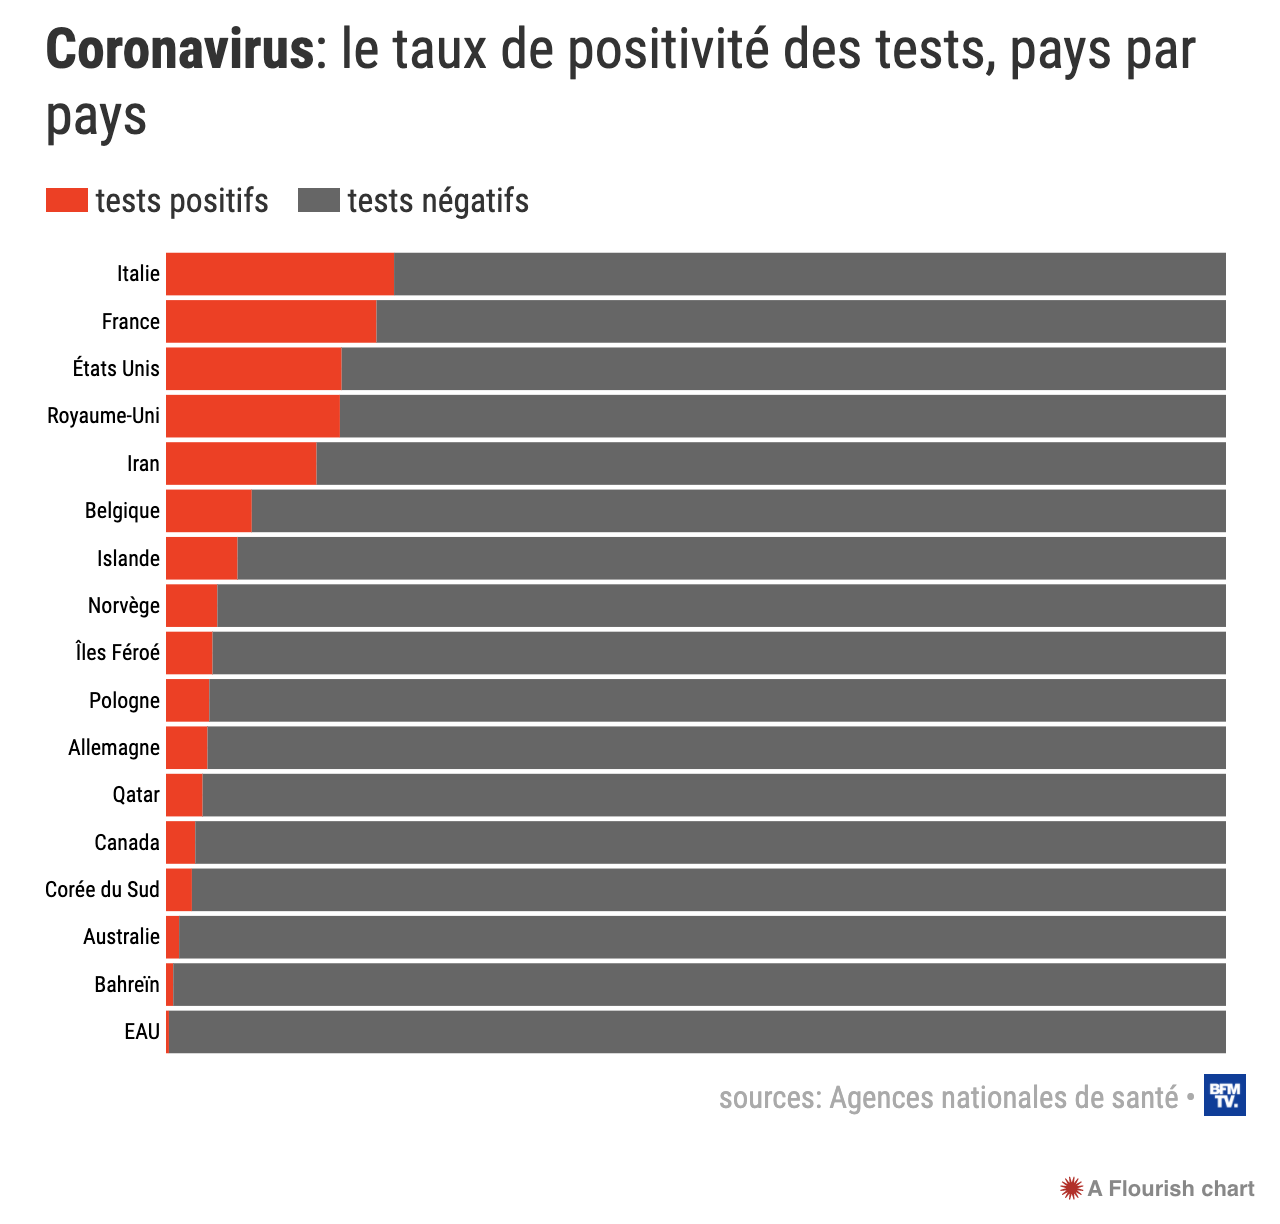 Coronavirus: le taux de positivité des tests, pays par
pays
tests positifs tests négatifs
Italie
France
États Unis
Royaume-Uni
Iran
Belgique
Islande
Norvège
Îles Féroé
Pologne
Allemagne
Qatar
Canada
Corée du Sud
Australie
Bahreïn
EAU
sources: Agences nationales de santé •
BFM
TV.
A Flourish chart